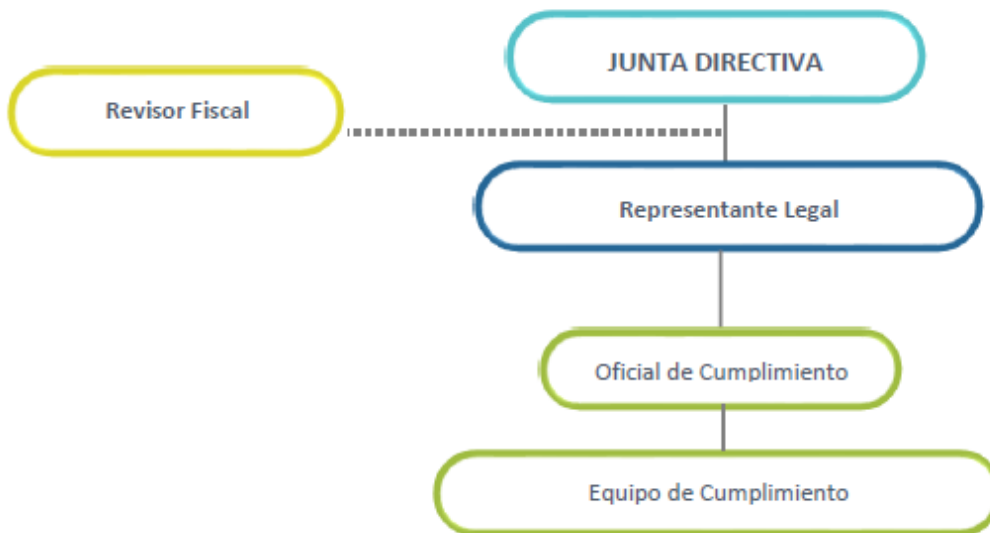 JUNTA DIRECTIVA
Revisor Fiscal
Representante Legal
Oficial de Cumplimiento
Equipo de Cumplimiento